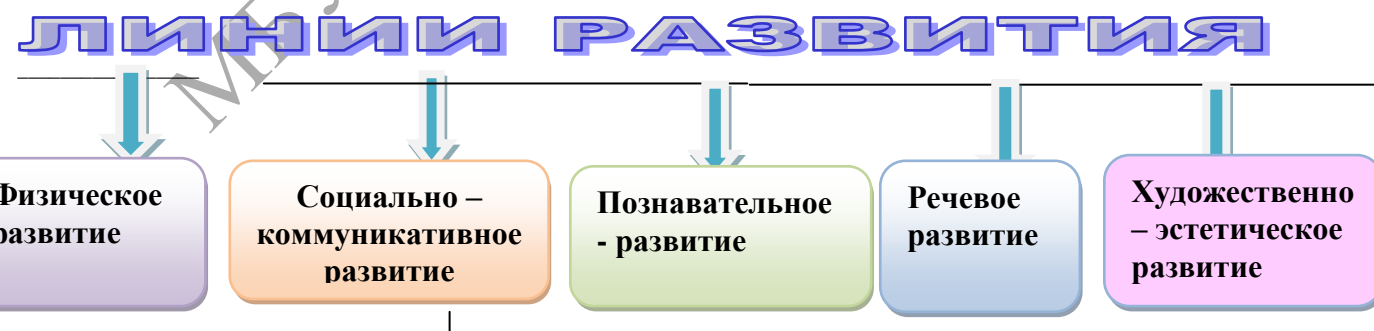 ЛИНИИ РАЗВИТИЯ
Физическое
развитие
Социально –
коммуникативное
развитие
Познавательное
- развитие
Речевое
развитие
Художественно
– эстетическое
развитие